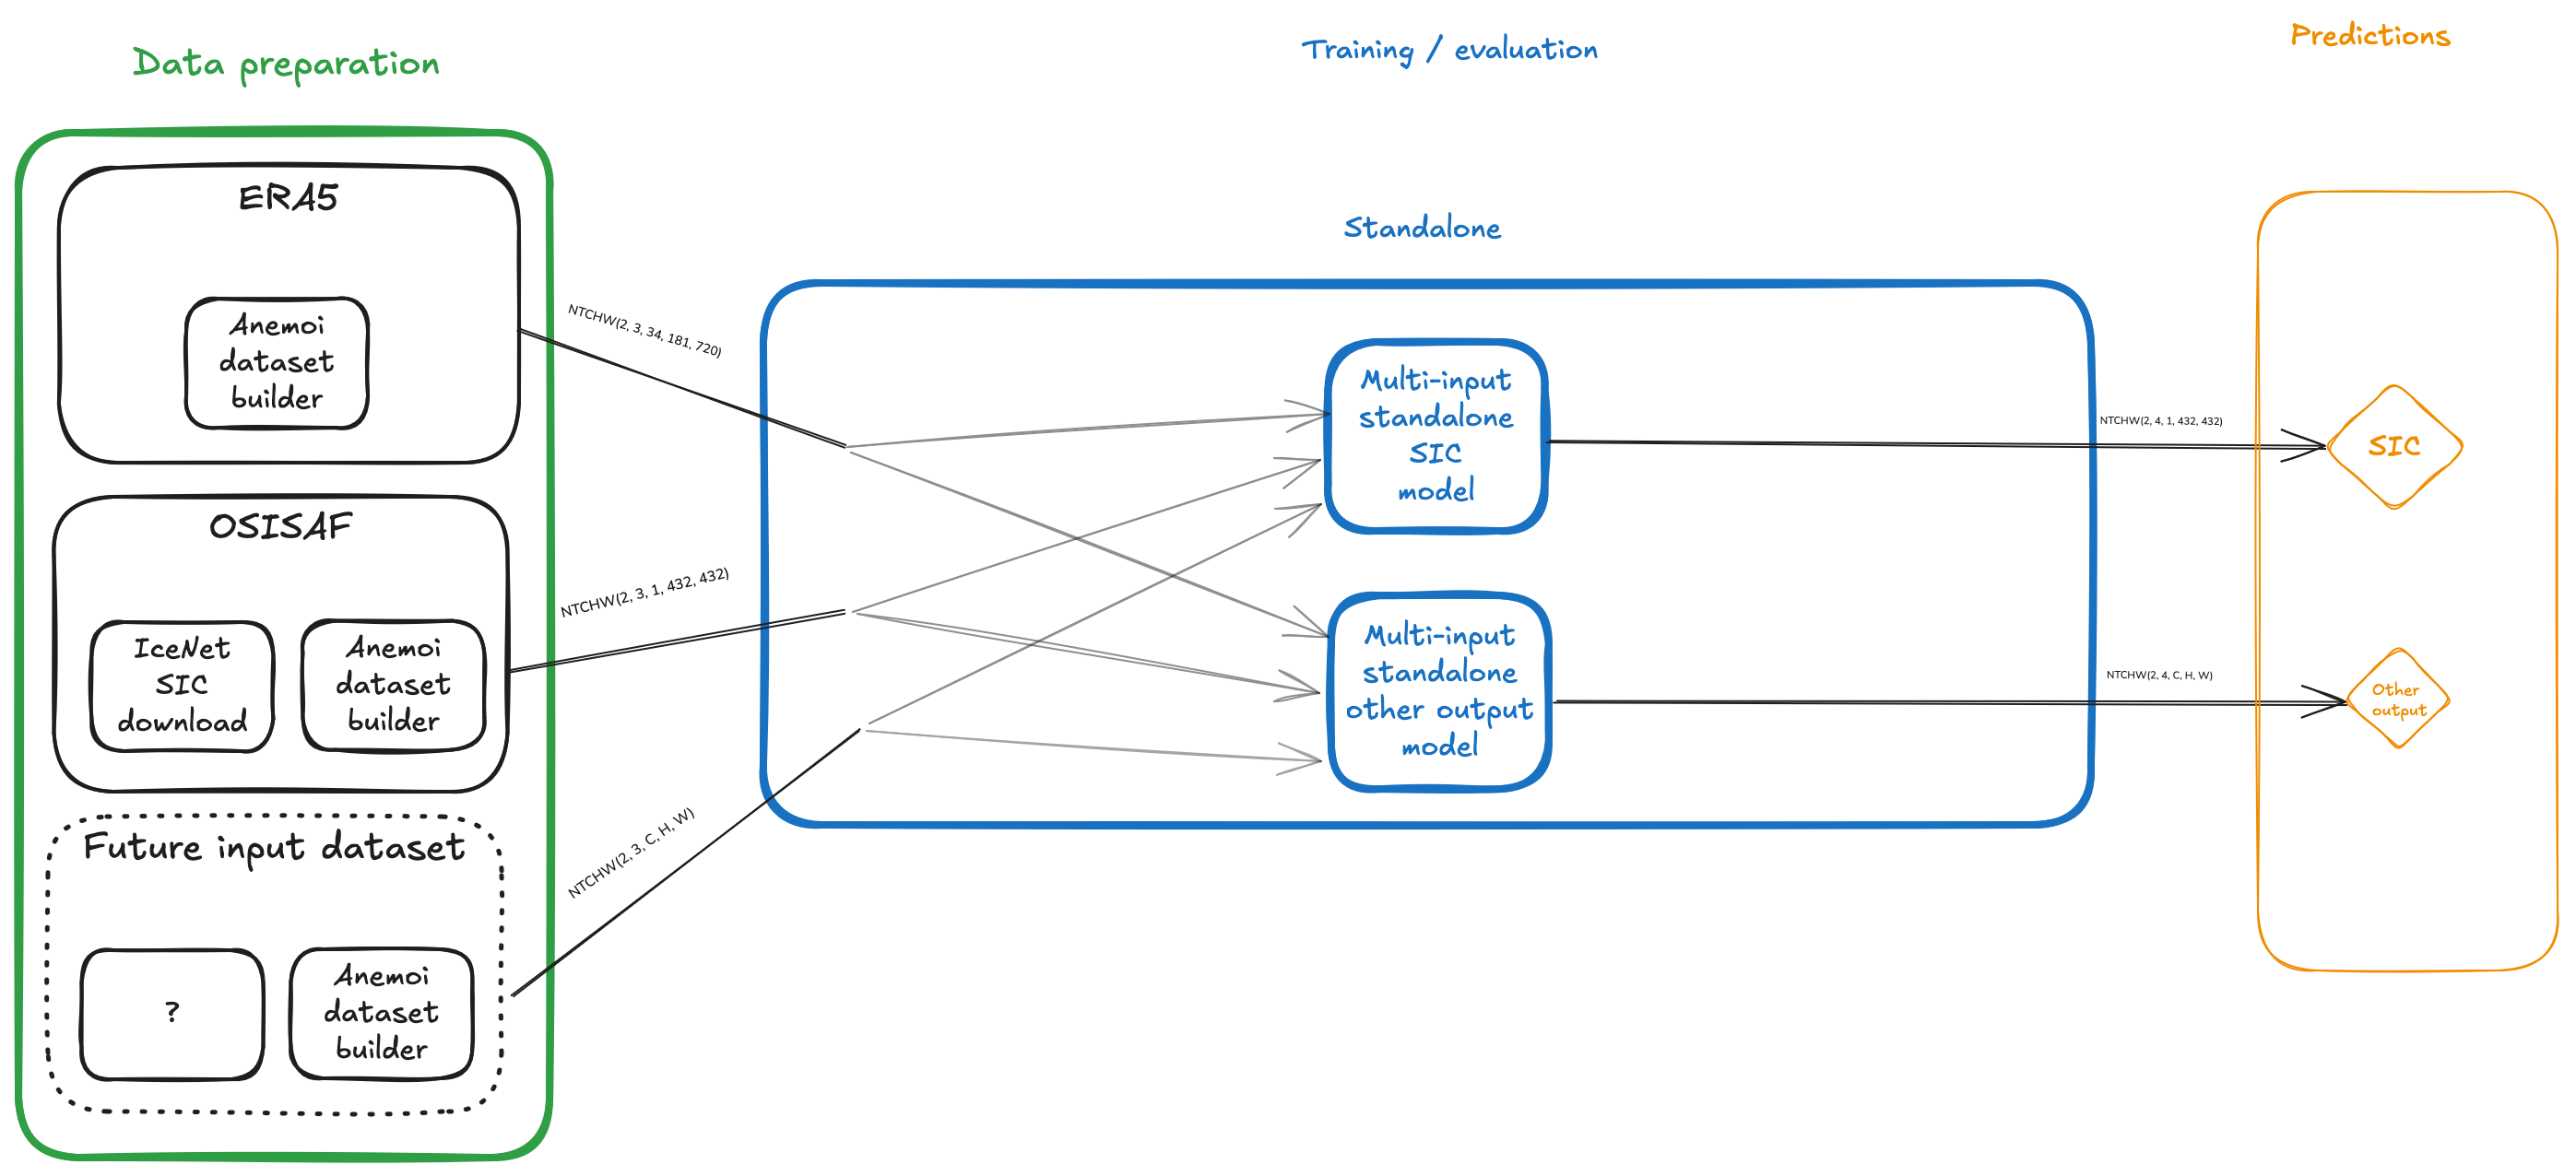 Data preparation
Training / evaluation
Predictions
ERA5
Anemoi
dataset
builder
OSISAF
IceNet
SIC
download
Anemoi
dataset
builder
Future input dataset
?
Anemoi
dataset
builder
NTCHW(2, 3, 34, 181, 720)
NTCHW(2, 3, 1, 432, 432)
NTCHW(2, 3, C, H, W)
Standalone
Multi-input
standalone
SIC
model
Multi-input
standalone
other output
model
NTCHW(2, 4, 1, 432, 432)
NTCHW(2, 4, C, H, W)
SIC
Other
output